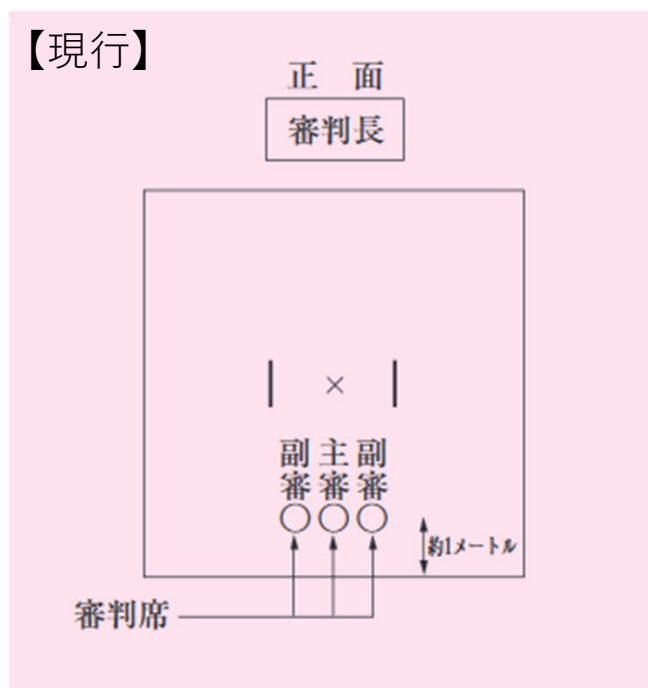 【現行】
正 面
審判長
×
副 主 副
審 審 審
約1メートル
審判席